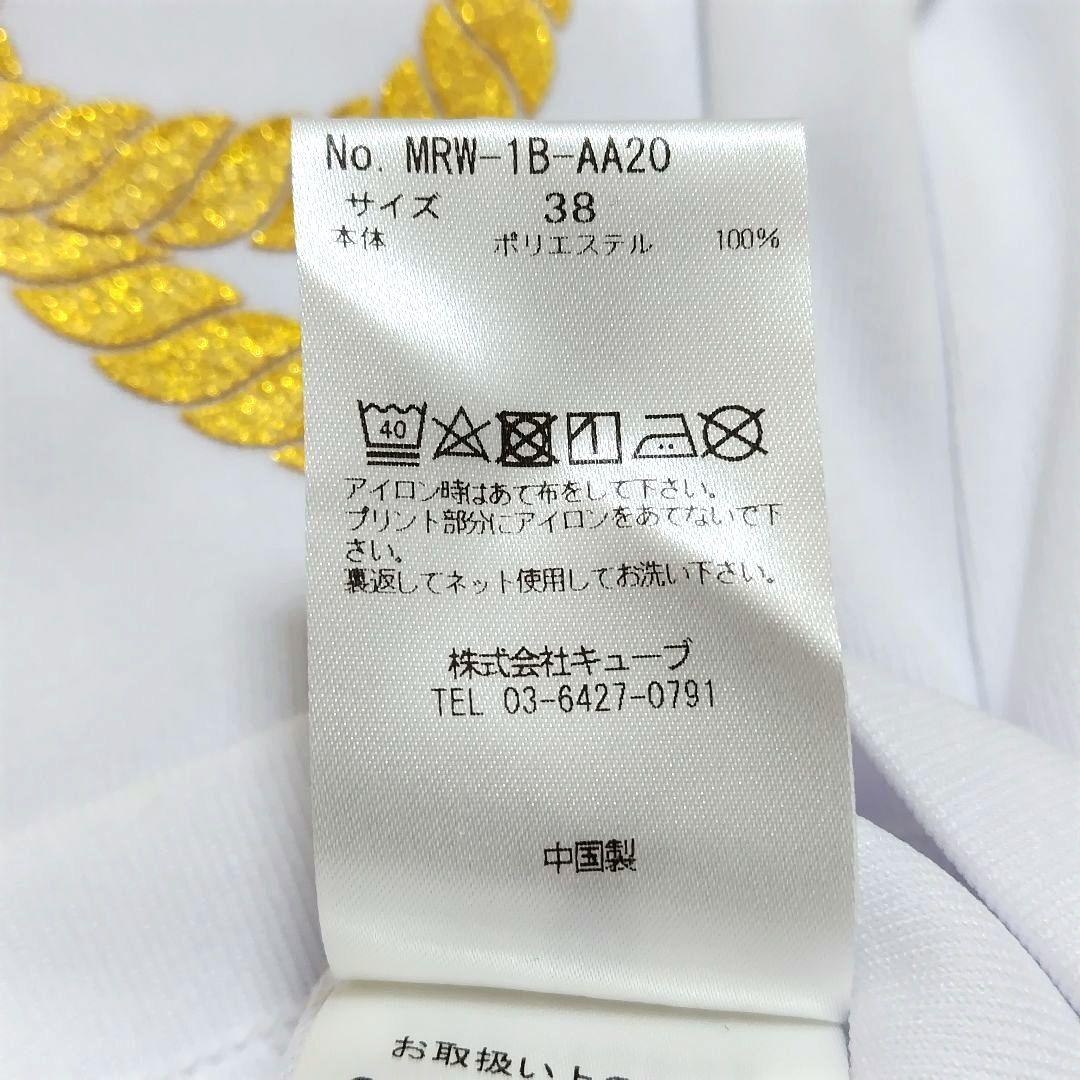 No. MRW-1B-AA20
サイズ 38
本体 ポリエステル 100%
40
アイロン時はあて布をして下さい。
プリント部分にアイロンをあてないで下
さい。
裏返してネット使用してお洗い下さい。
株式会社キューブ
TEL 03-6427-0791
中国製
お取扱い上の